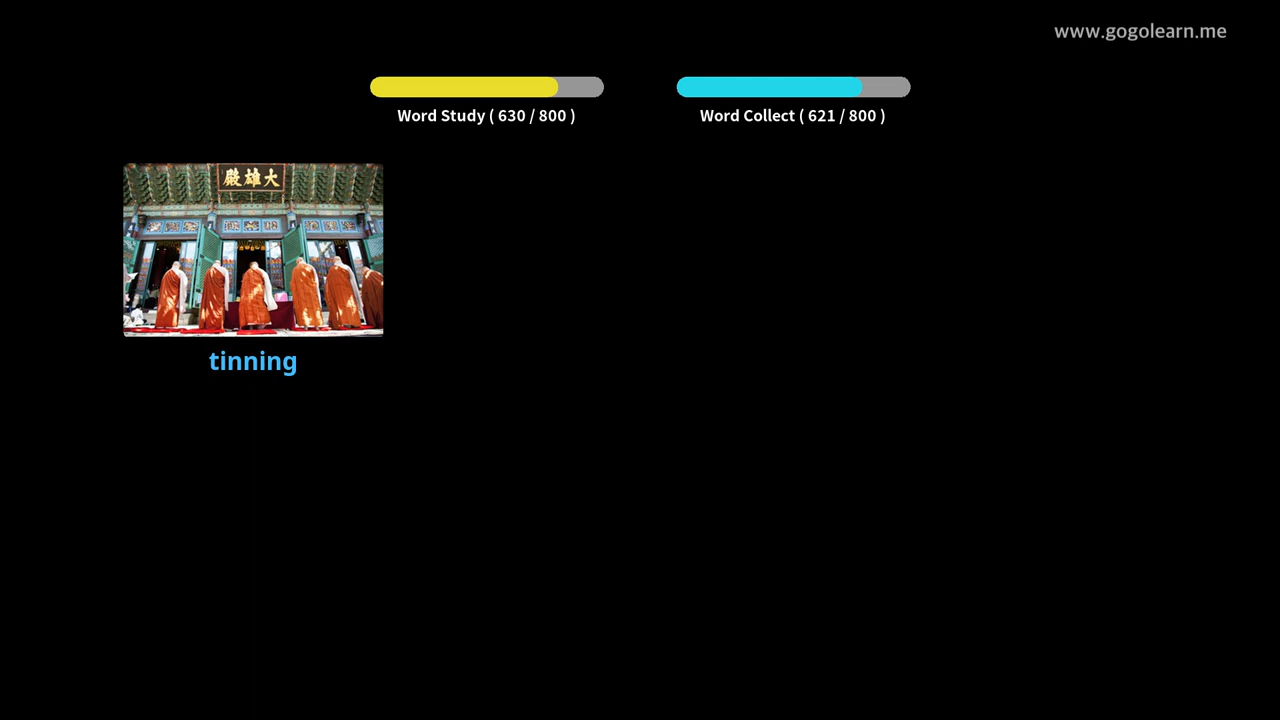 www.gogolearn.me
Word Study ( 630 / 800 )
Word Collect ( 621 / 800 )
殿雄大
tinning